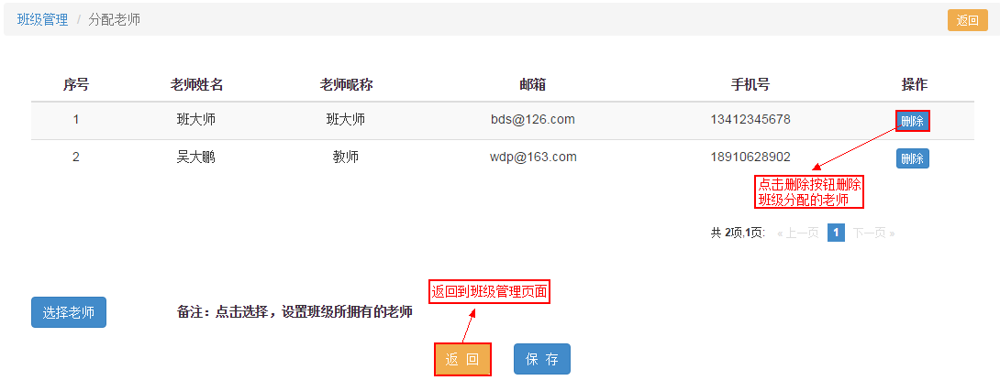 班级管理 / 分配老师 返回
序号 老师姓名 老师昵称 邮箱 手机号 操作
1 班大师 班大师 bds@126.com 13412345678 删除
2 吴大鹏 教师 wdp@163.com 18910628902 删除
点击删除按钮删除
班级分配的老师
共 2项,1页: « 上一页 1 下一页 »
返回到班级管理页面
选择老师 备注：点击选择，设置班级所拥有的老师
返 回 保 存